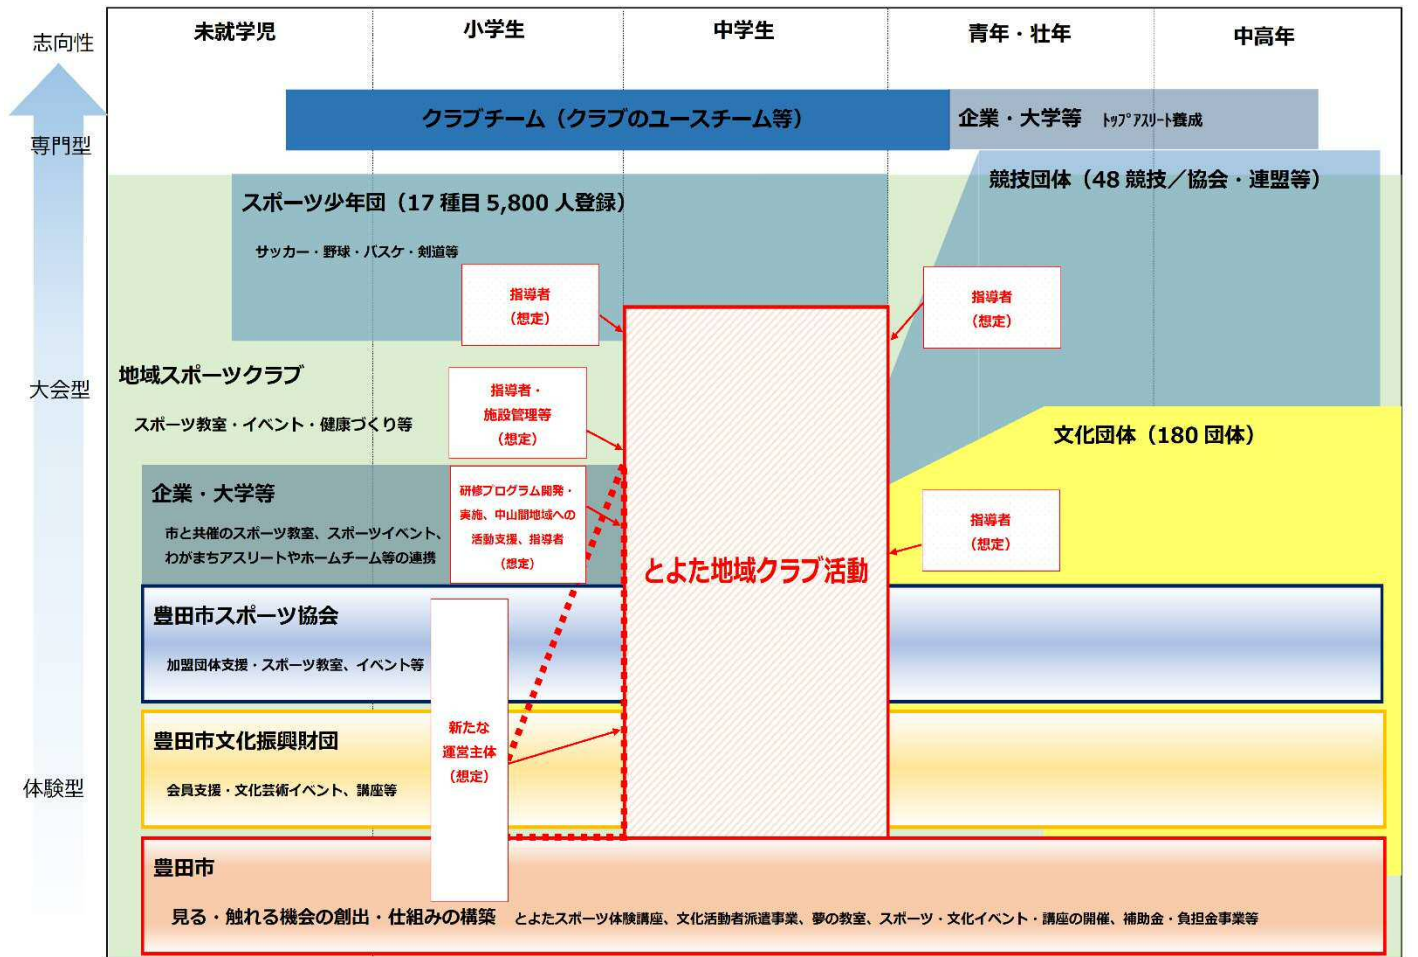 志向性
未就学児
小学生
中学生
青年・壮年
中高年
専門型
クラブチーム（クラブのユースチーム等）
企業・大学等 ﾄｯﾌﾟｱｽﾘｰﾄ養成
スポーツ少年団（17 種目 5,800 人登録）
サッカー・野球・バスケ・剣道等
競技団体（48 競技／協会・連盟等）
指導者
（想定）
指導者
（想定）
大会型
地域スポーツクラブ
スポーツ教室・イベント・健康づくり等
指導者・
施設管理等
（想定）
文化団体（180 団体）
企業・大学等
市と共催のスポーツ教室、スポーツイベント、
わがまちアスリートやホームチーム等の連携
研修プログラム開発・
実施、中山間地域への
活動支援、指導者
（想定）
とよた地域クラブ活動
指導者
（想定）
豊田市スポーツ協会
加盟団体支援・スポーツ教室、イベント等
新たな
運営主体
（想定）
豊田市文化振興財団
会員支援・文化芸術イベント、講座等
体験型
豊田市
見る・触れる機会の創出・仕組みの構築 とよたスポーツ体験講座、文化活動者派遣事業、夢の教室、スポーツ・文化イベント・講座の開催、補助金・負担金事業等